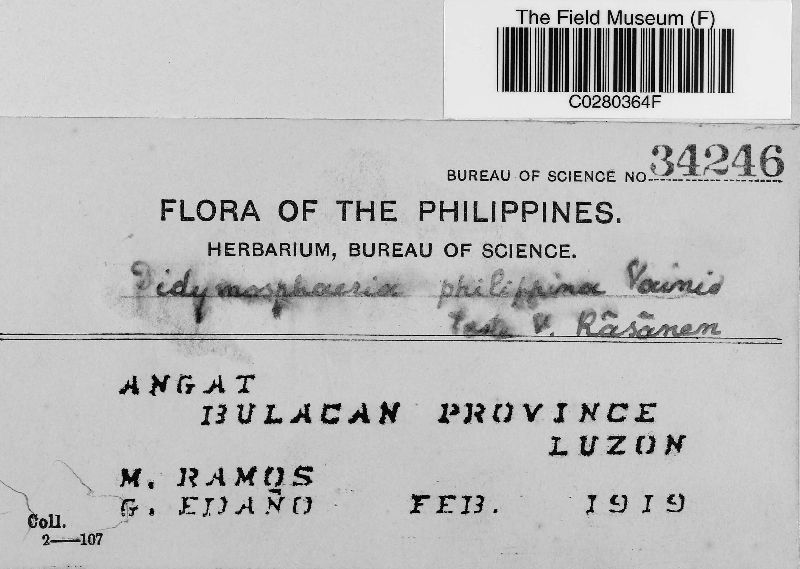 The Field Museum (F)
C0280364F
BUREAU OF SCIENCE NO. 34246
FLORA OF THE PHILIPPINES.
HERBARIUM, BUREAU OF SCIENCE.
Didymosphaeria philippina Vainio
teste V. Räsänen
ANGAT
BULACAN PROVINCE
LUZON
M. RAMOS
G. EDAÑO FEB. 1919
Coll.
2—107